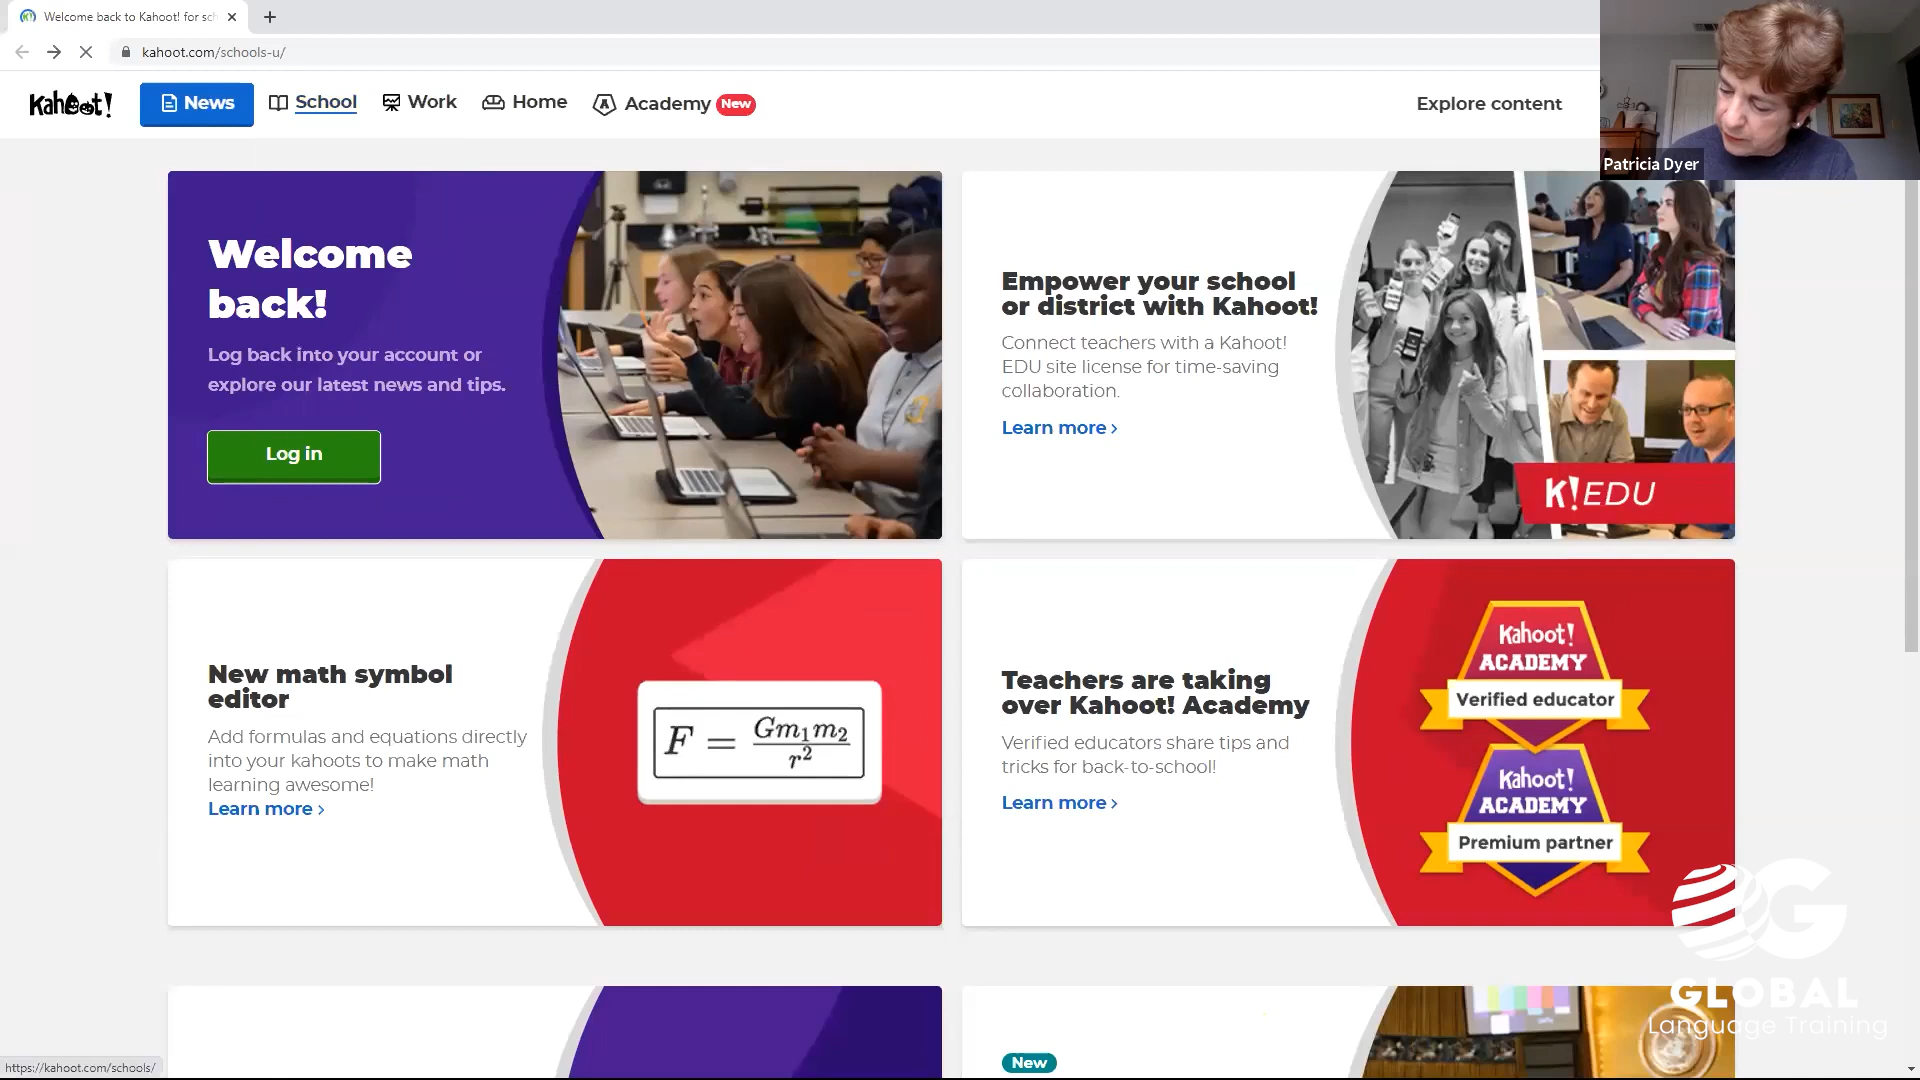 Welcome back to Kahoot! for sch
kahoot.com/schools-u/
Kahoot!
News
School
Work
Home
Academy
New
Explore content
Patricia Dyer
Welcome
back!
Log back into your account or
explore our latest news and tips.
Log in
Empower your school
or district with Kahoot!
Connect teachers with a Kahoot!
EDU site license for time-saving
collaboration.
Learn more ›
K!EDU
New math symbol
editor
Add formulas and equations directly
into your kahoots to make math
learning awesome!
Learn more ›
F = Gm₁m₂/r²
Teachers are taking
over Kahoot! Academy
Verified educators share tips and
tricks for back-to-school!
Learn more ›
Kahoot!
ACADEMY
Verified educator
Kahoot!
ACADEMY
Premium partner
G
GLOBAL
Language Training
New
https://kahoot.com/schools/